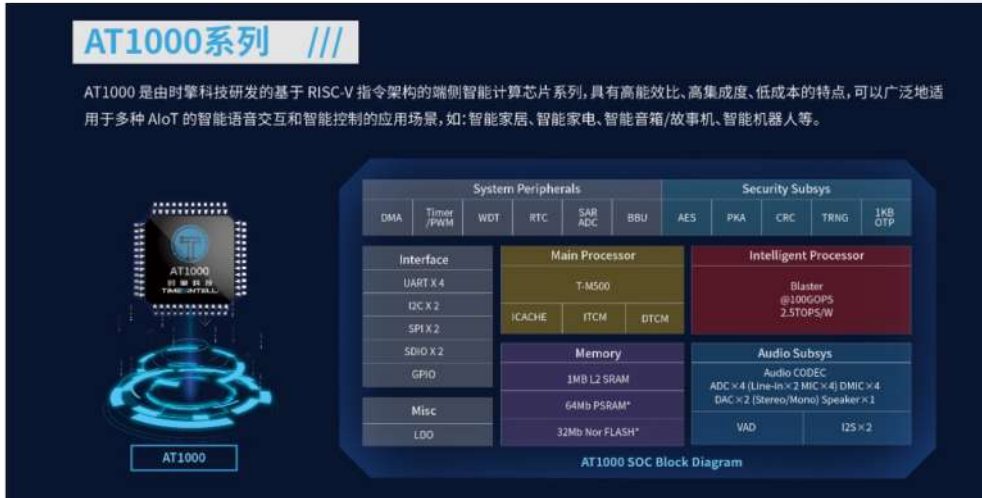 AT1000系列 ///
AT1000 是由时擎科技研发的基于 RISC-V 指令架构的端侧智能计算芯片系列,具有高能效比、高集成度、低成本的特点,可以广泛地适
用于多种 AIoT 的智能语音交互和智能控制的应用场景,如:智能家居、智能家电、智能音箱/故事机、智能机器人等。
AT1000
时擎科技
TIMESINTELLI
AT1000
System Peripherals
DMA
Timer
/PWM
WDT
RTC
SAR
ADC
BBU
Security Subsys
AES
PKA
CRC
TRNG
1KB
OTP
Interface
UART X 4
I2C X 2
SPI X 2
SDIO X 2
GPIO
Misc
LDO
Main Processor
T-M500
ICACHE
ITCM
DTCM
Intelligent Processor
Blaster
@100GOPS
2.5TOPS/W
Memory
1MB L2 SRAM
64Mb PSRAM*
32Mb Nor FLASH*
Audio Subsys
Audio CODEC
ADC×4 (Line-in×2 MIC×4) DMIC×4
DAC×2 (Stereo/Mono) Speaker×1
VAD
I2S×2
AT1000 SOC Block Diagram